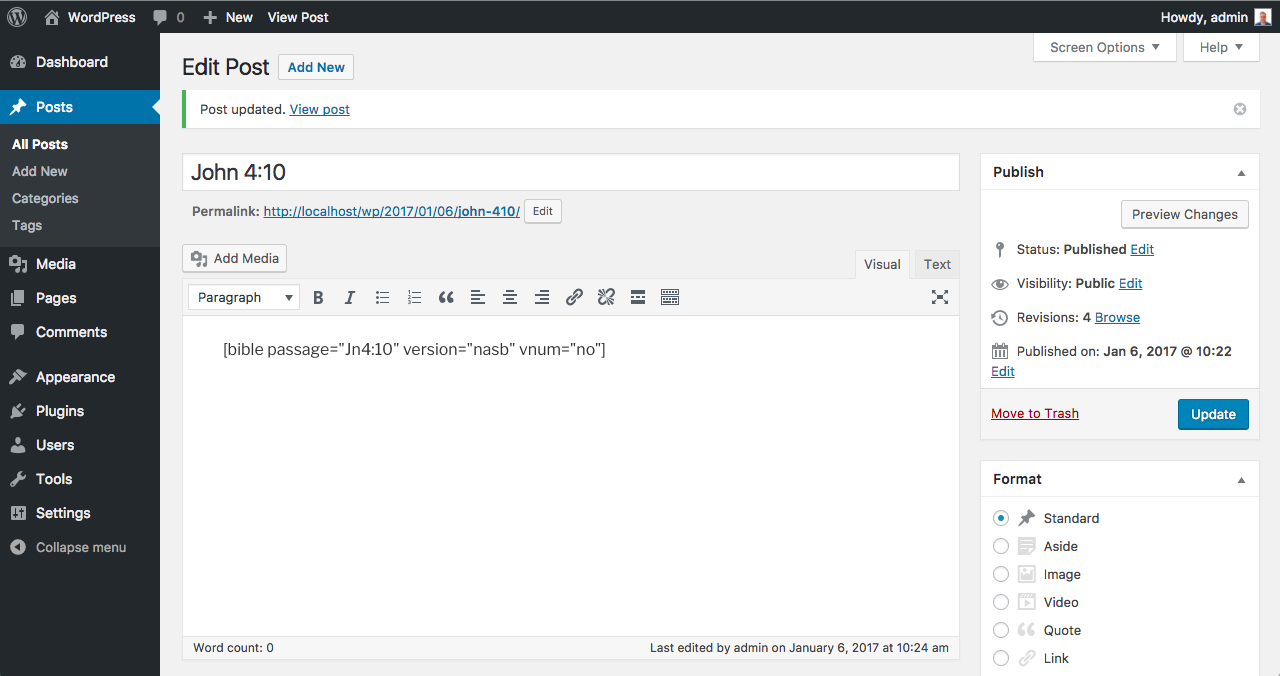 WordPress 0 New View Post Howdy, admin
Dashboard
Posts
All Posts
Add New
Categories
Tags
Media
Pages
Comments
Appearance
Plugins
Users
Tools
Settings
Collapse menu
Screen Options Help
Edit Post Add New
Post updated. View post
John 4:10
Permalink: http://localhost/wp/2017/01/06/john-410/ Edit
Add Media
Visual Text
Paragraph
[bible passage="Jn4:10" version="nasb" vnum="no"]
Word count: 0 Last edited by admin on January 6, 2017 at 10:24 am
Publish
Preview Changes
Status: Published Edit
Visibility: Public Edit
Revisions: 4 Browse
Published on: Jan 6, 2017 @ 10:22
Edit
Move to Trash Update
Format
Standard
Aside
Image
Video
Quote
Link